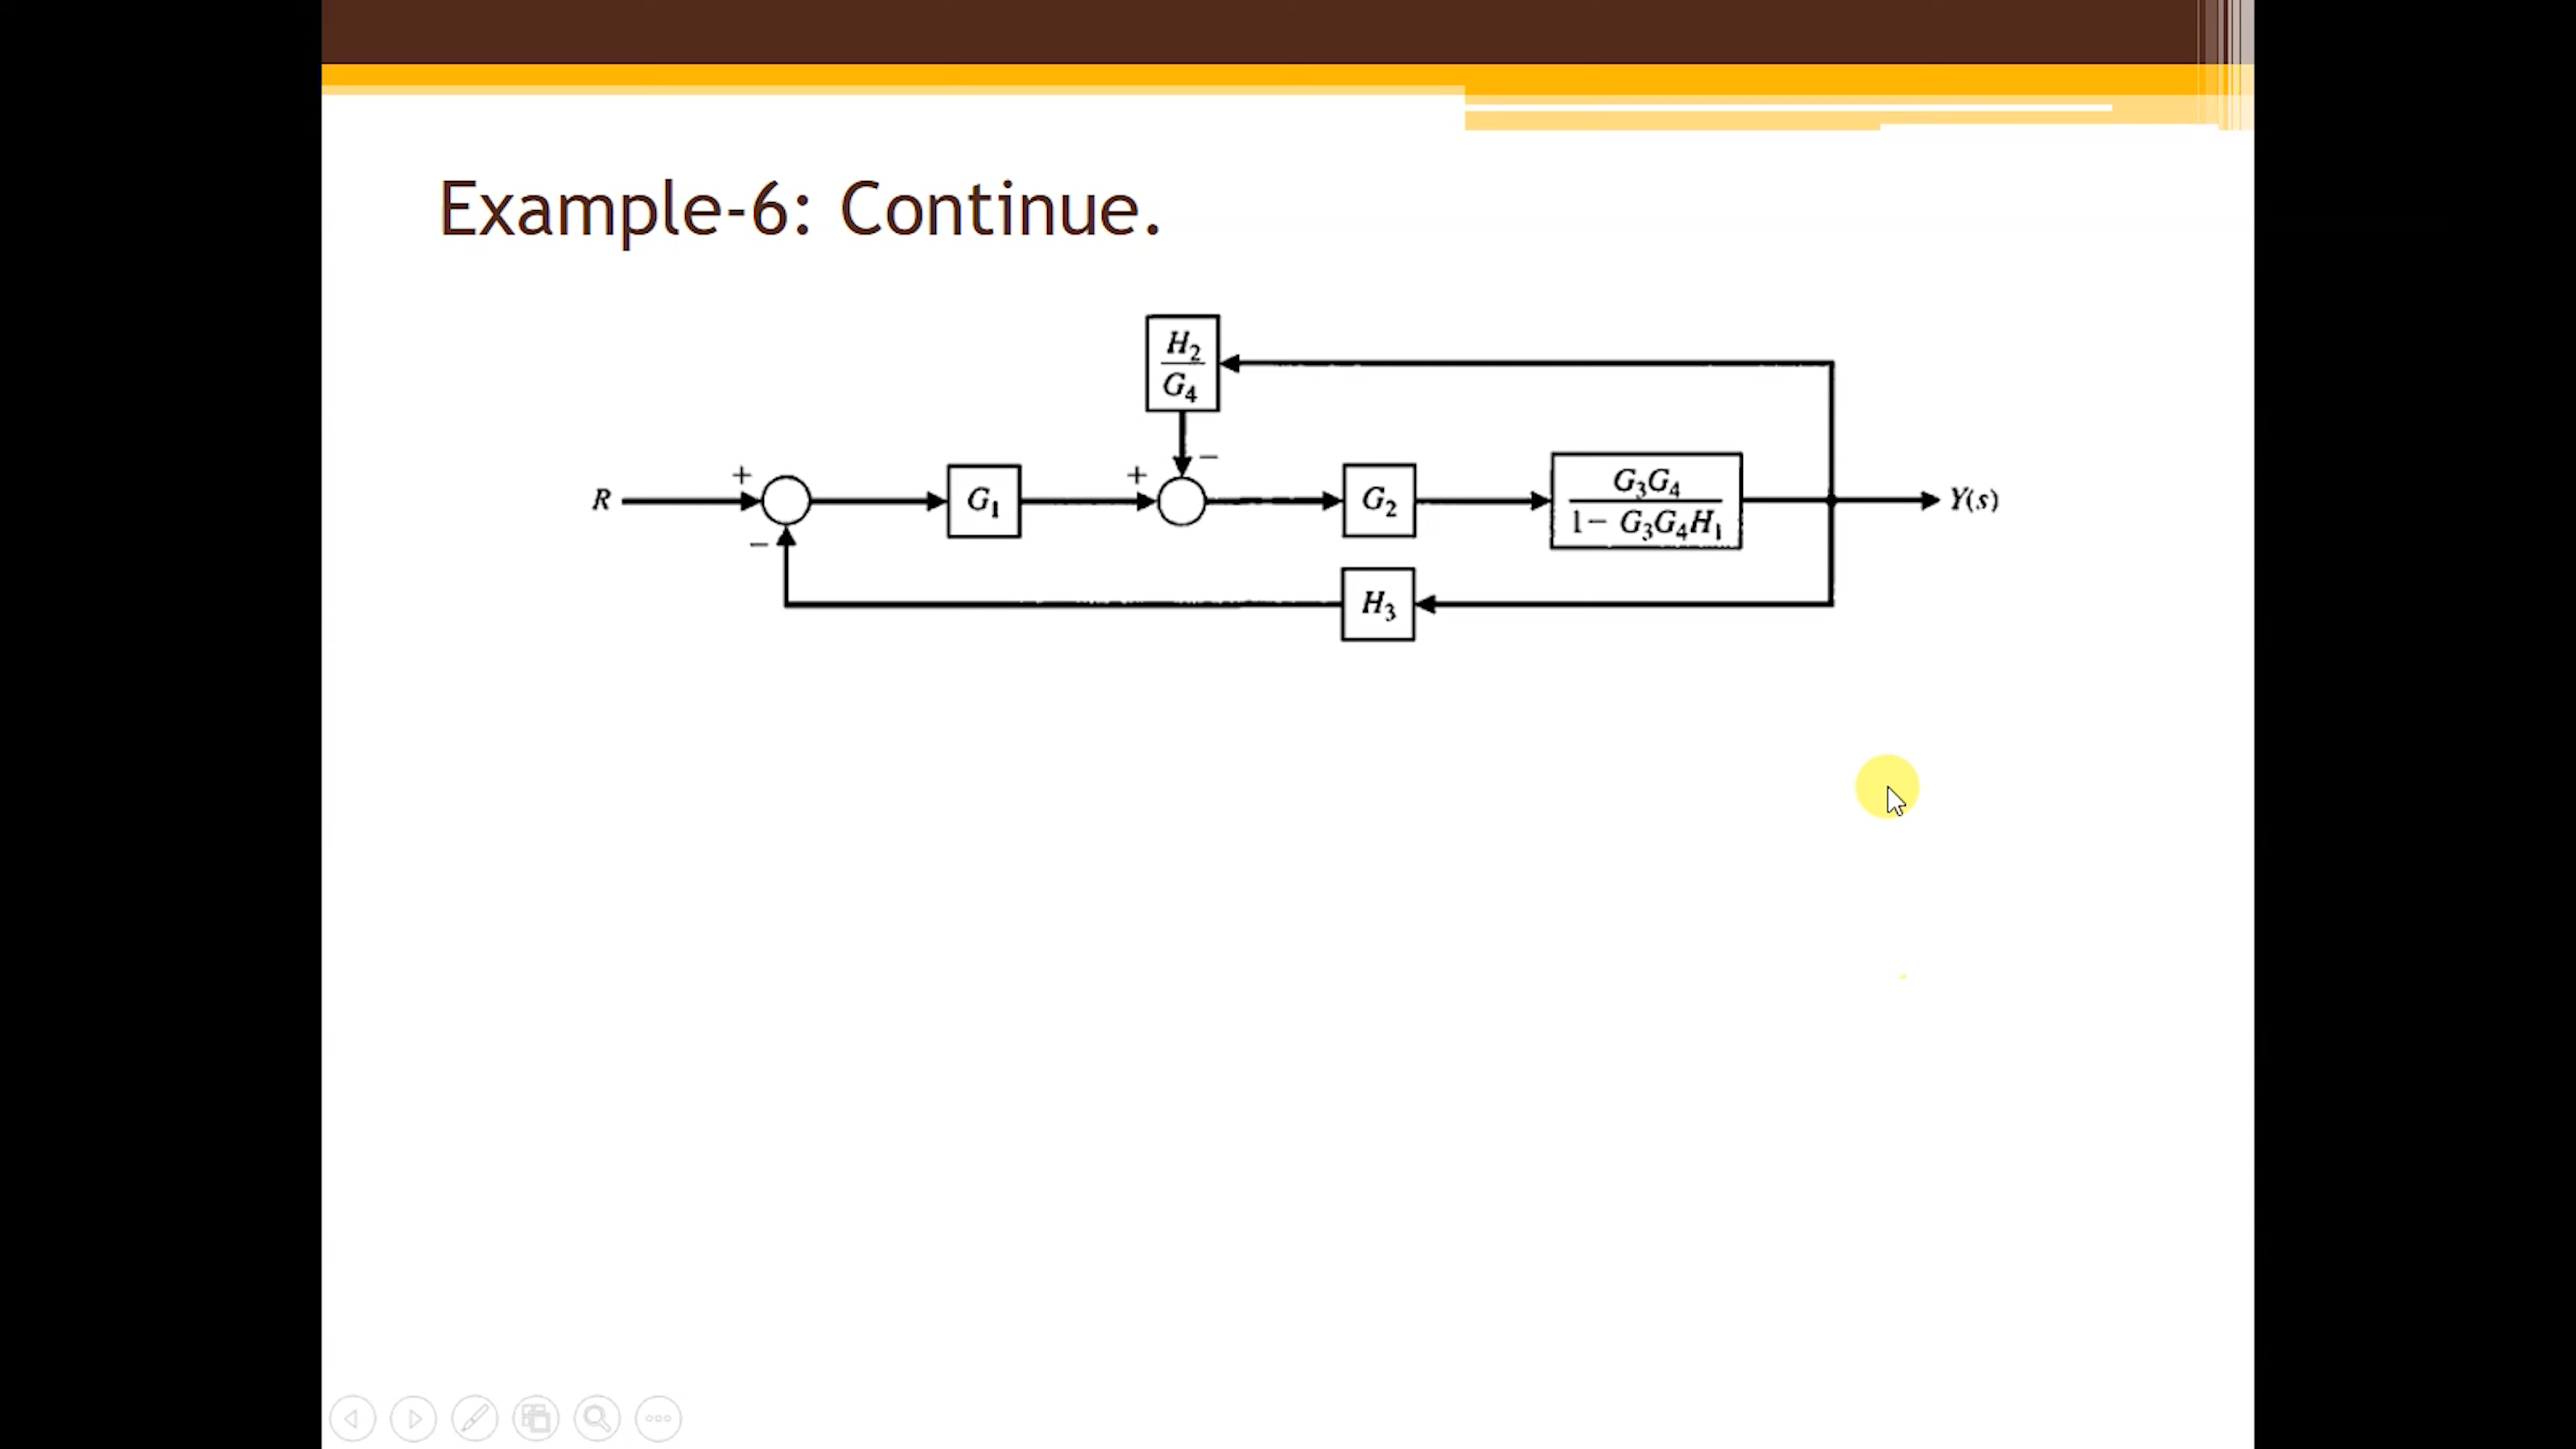 Example-6: Continue.
H₂
G₄
R
+
−
G₁
+
−
G₂
G₃G₄
1− G₃G₄H₁
Y(s)
H₃